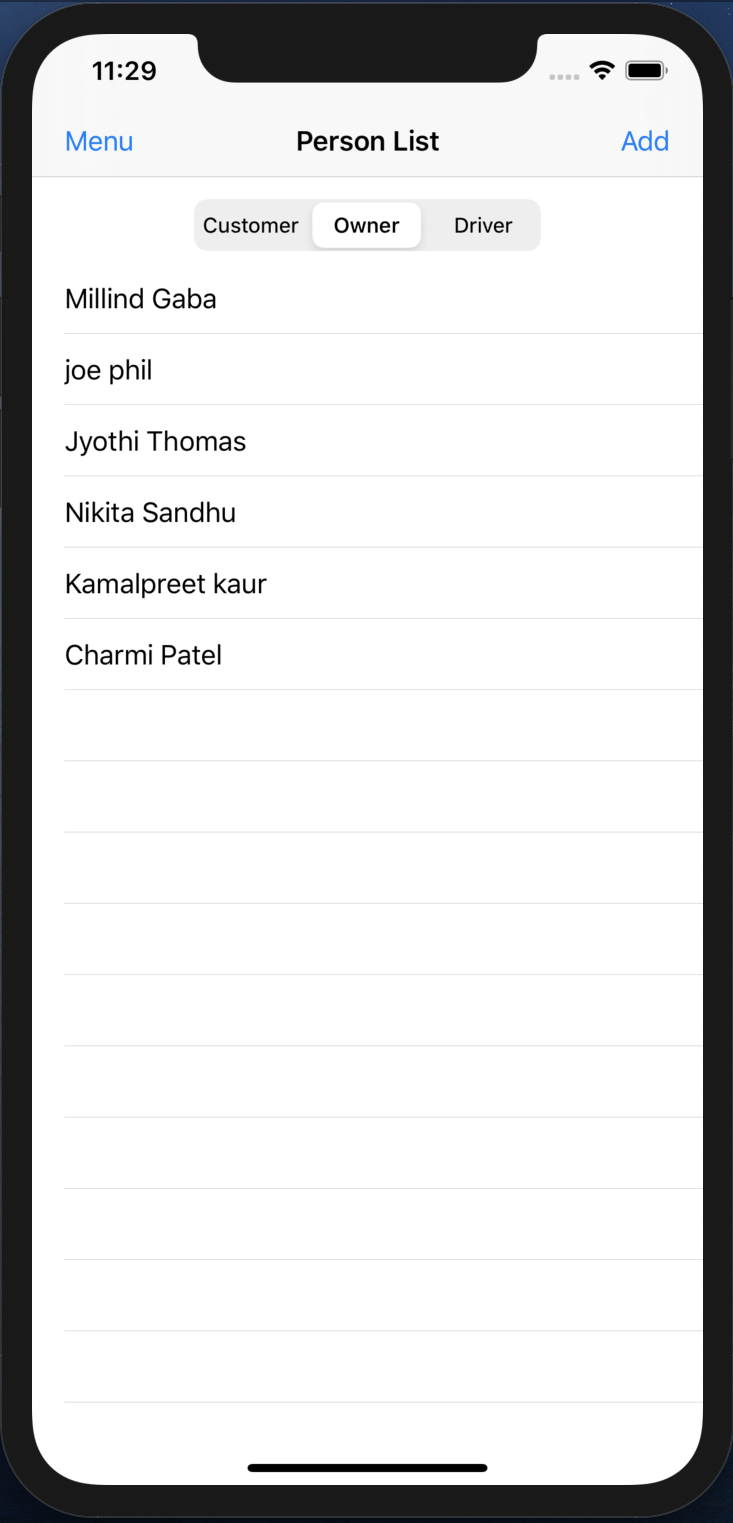 11:29
Menu Person List Add
Customer Owner Driver
Millind Gaba
joe phil
Jyothi Thomas
Nikita Sandhu
Kamalpreet kaur
Charmi Patel